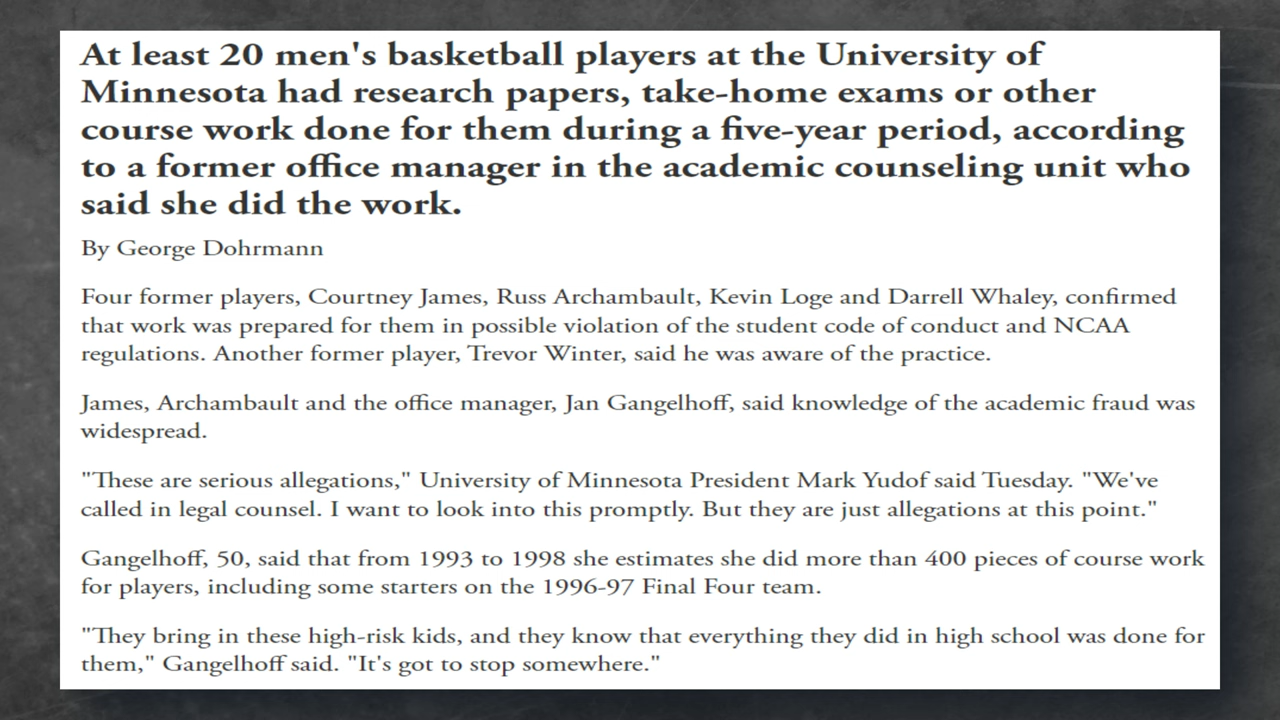 At least 20 men's basketball players at the University of
Minnesota had research papers, take-home exams or other
course work done for them during a five-year period, according
to a former office manager in the academic counseling unit who
said she did the work.
By George Dohrmann
Four former players, Courtney James, Russ Archambault, Kevin Loge and Darrell Whaley, confirmed
that work was prepared for them in possible violation of the student code of conduct and NCAA
regulations. Another former player, Trevor Winter, said he was aware of the practice.
James, Archambault and the office manager, Jan Gangelhoff, said knowledge of the academic fraud was
widespread.
"These are serious allegations," University of Minnesota President Mark Yudof said Tuesday. "We've
called in legal counsel. I want to look into this promptly. But they are just allegations at this point."
Gangelhoff, 50, said that from 1993 to 1998 she estimates she did more than 400 pieces of course work
for players, including some starters on the 1996-97 Final Four team.
"They bring in these high-risk kids, and they know that everything they did in high school was done for
them," Gangelhoff said. "It's got to stop somewhere."